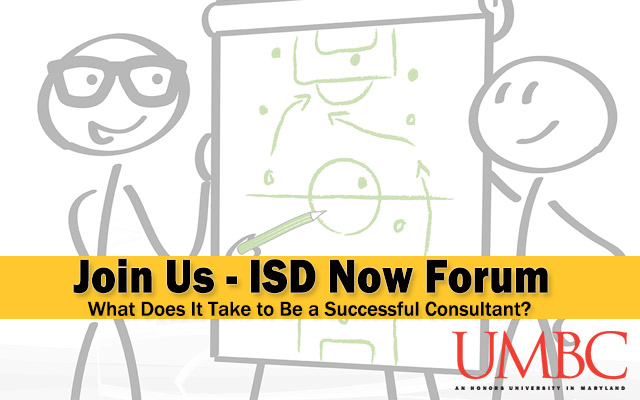 Join Us - ISD Now Forum
What Does It Take to Be a Successful Consultant?
UMBC
AN HONORS UNIVERSITY IN MARYLAND